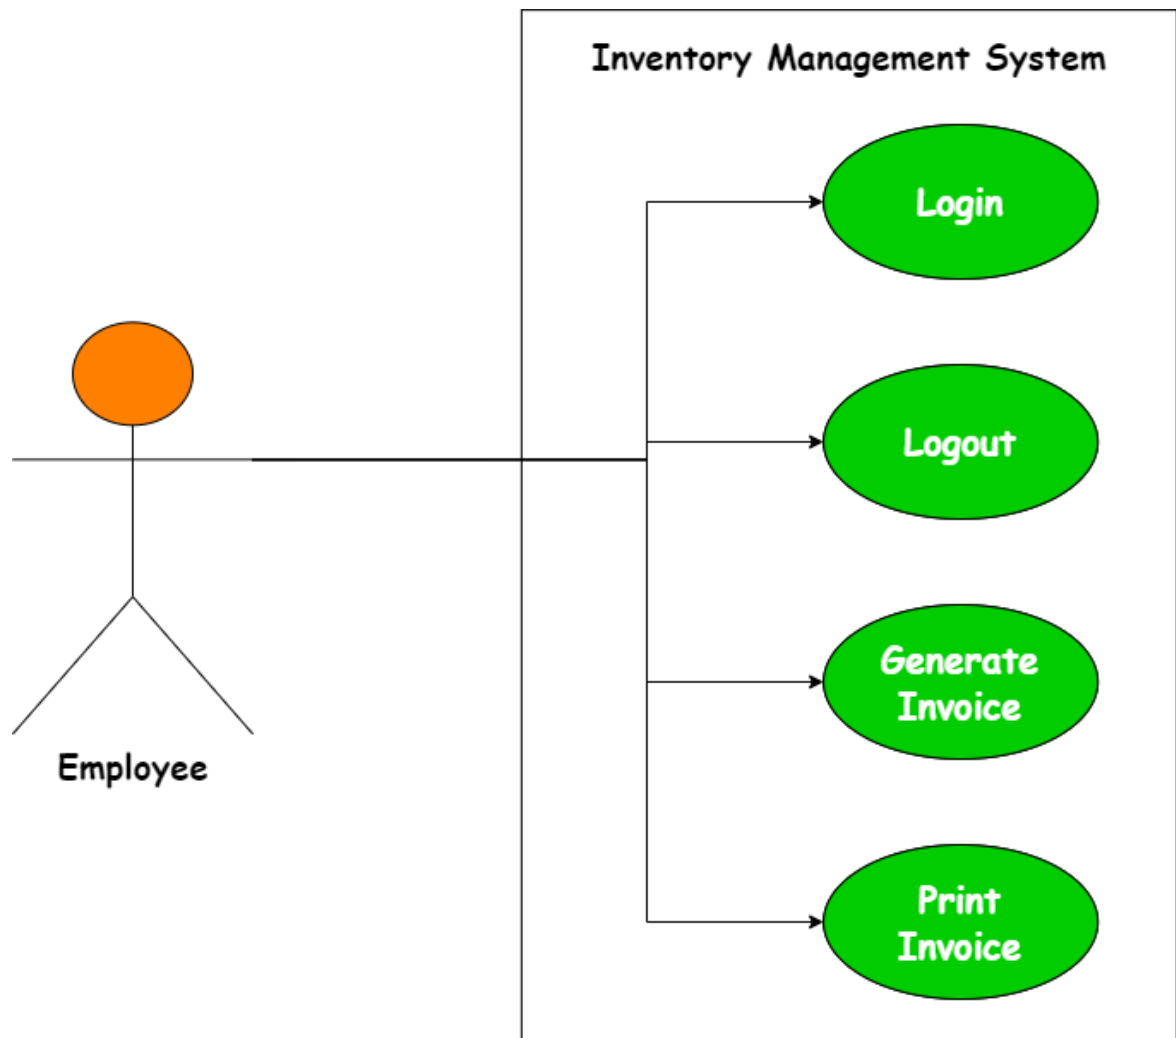 Inventory Management System
Login
Logout
Generate
Invoice
Employee
Print
Invoice